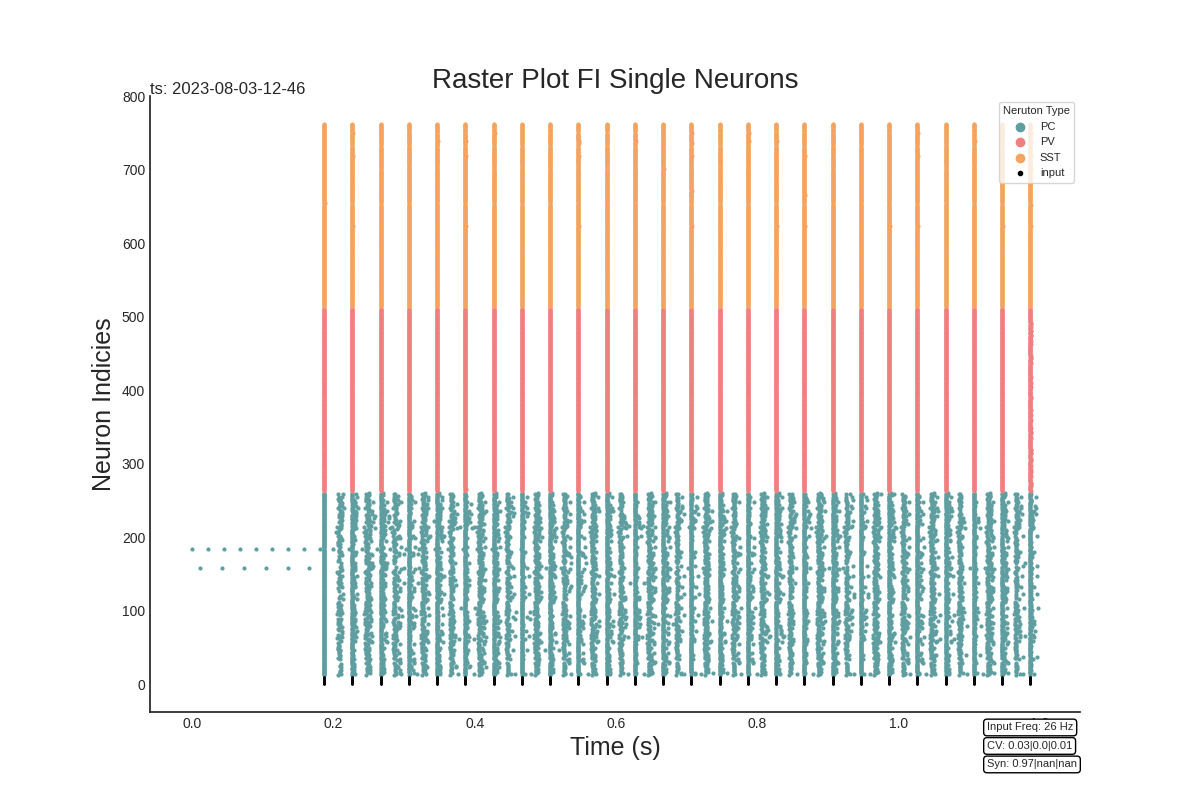 Raster Plot FI Single Neurons
ts: 2023-08-03-12-46
Neruton Type
PC
PV
SST
input
Neuron Indicies
800
700
600
500
400
300
200
100
0
0.0 0.2 0.4 0.6 0.8 1.0
Time (s)
Input Freq: 26 Hz
CV: 0.03|0.0|0.01
Syn: 0.97|nan|nan